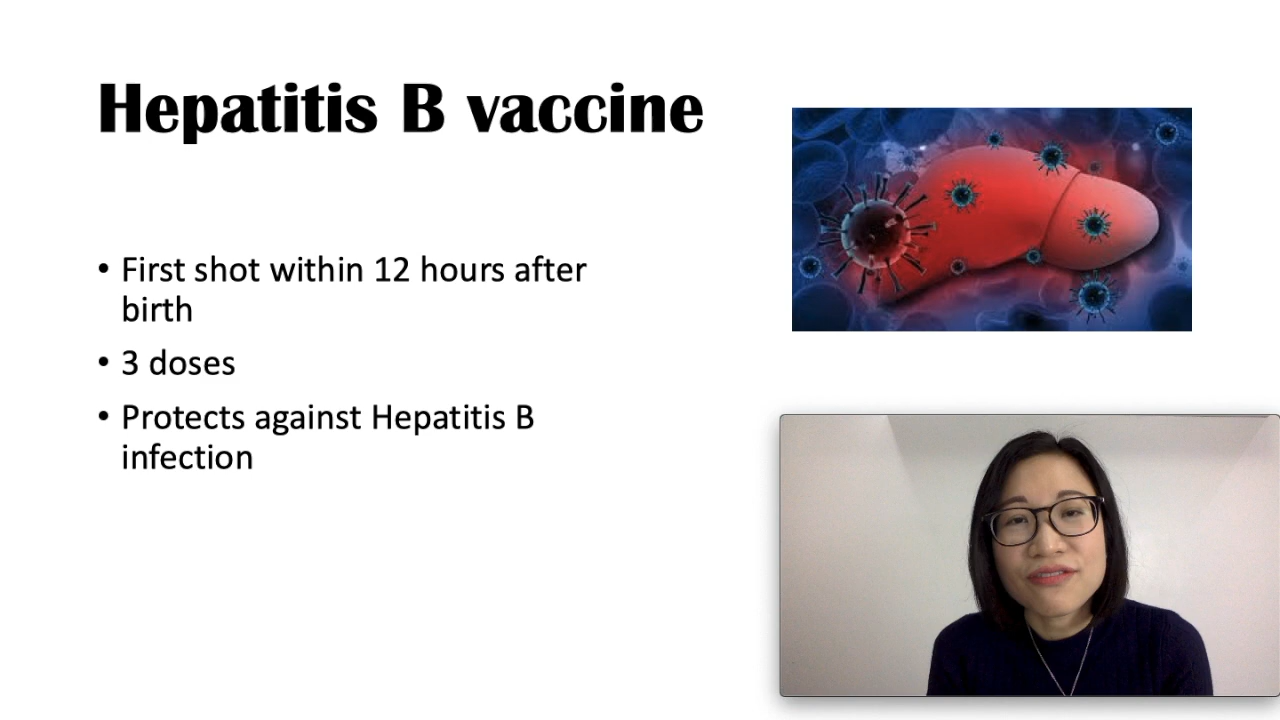 Hepatitis B vaccine
• First shot within 12 hours after
birth
• 3 doses
• Protects against Hepatitis B
infection